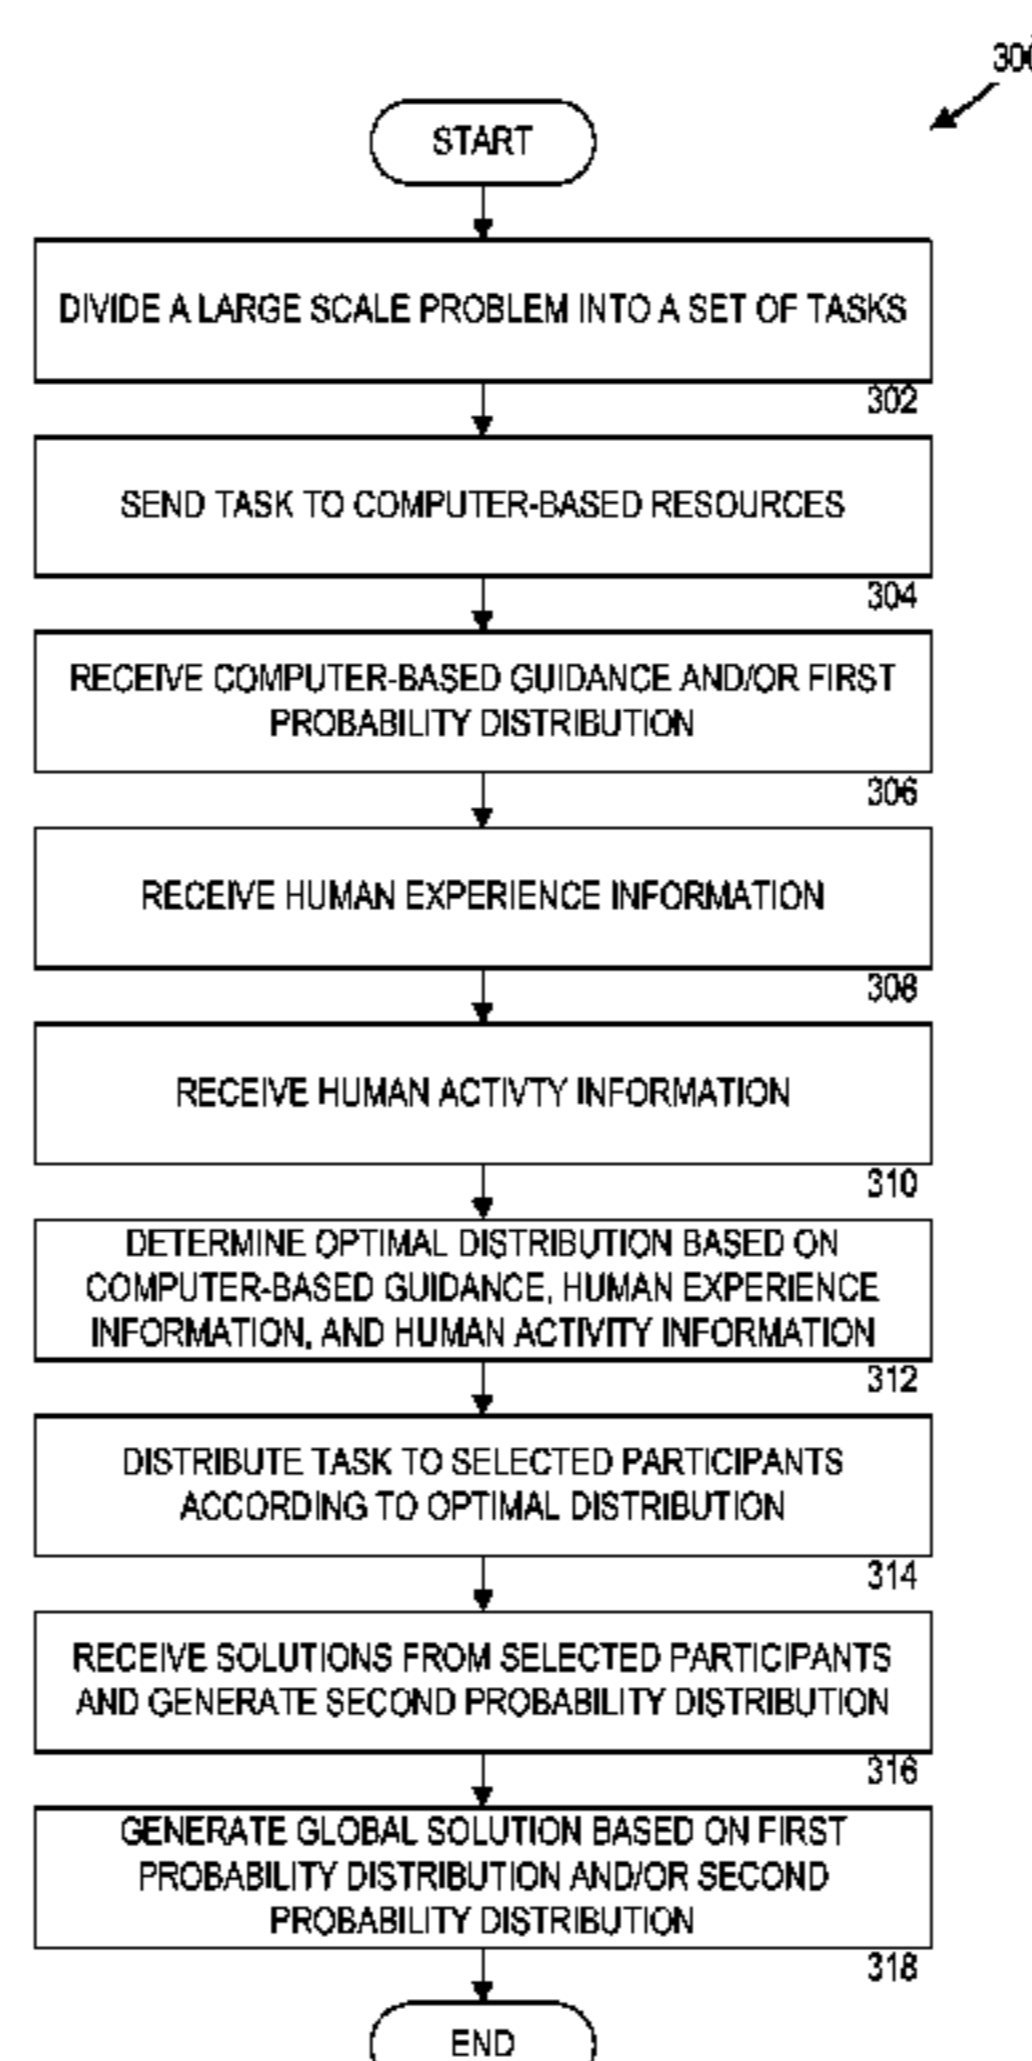 300
START
DIVIDE A LARGE SCALE PROBLEM INTO A SET OF TASKS
302
SEND TASK TO COMPUTER-BASED RESOURCES
304
RECEIVE COMPUTER-BASED GUIDANCE AND/OR FIRST
PROBABILITY DISTRIBUTION
306
RECEIVE HUMAN EXPERIENCE INFORMATION
308
RECEIVE HUMAN ACTIVTY INFORMATION
310
DETERMINE OPTIMAL DISTRIBUTION BASED ON
COMPUTER-BASED GUIDANCE, HUMAN EXPERIENCE
INFORMATION, AND HUMAN ACTIVITY INFORMATION
312
DISTRIBUTE TASK TO SELECTED PARTICIPANTS
ACCORDING TO OPTIMAL DISTRIBUTION
314
RECEIVE SOLUTIONS FROM SELECTED PARTICIPANTS
AND GENERATE SECOND PROBABILITY DISTRIBUTION
316
GENERATE GLOBAL SOLUTION BASED ON FIRST
PROBABILITY DISTRIBUTION AND/OR SECOND
PROBABILITY DISTRIBUTION
318
END